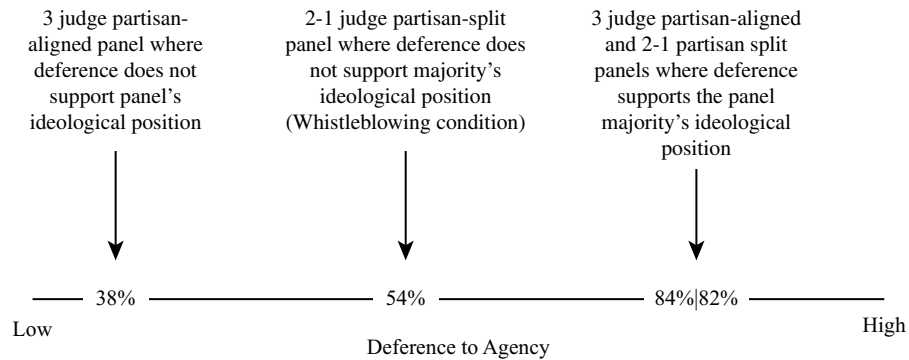 3 judge partisan-
aligned panel where
deference does not
support panel's
ideological position
2-1 judge partisan-split
panel where deference does
not support majority's
ideological position
(Whistleblowing condition)
3 judge partisan-aligned
and 2-1 partisan split
panels where deference
supports the panel
majority's ideological
position
38%
54%
84%|82%
Low
High
Deference to Agency